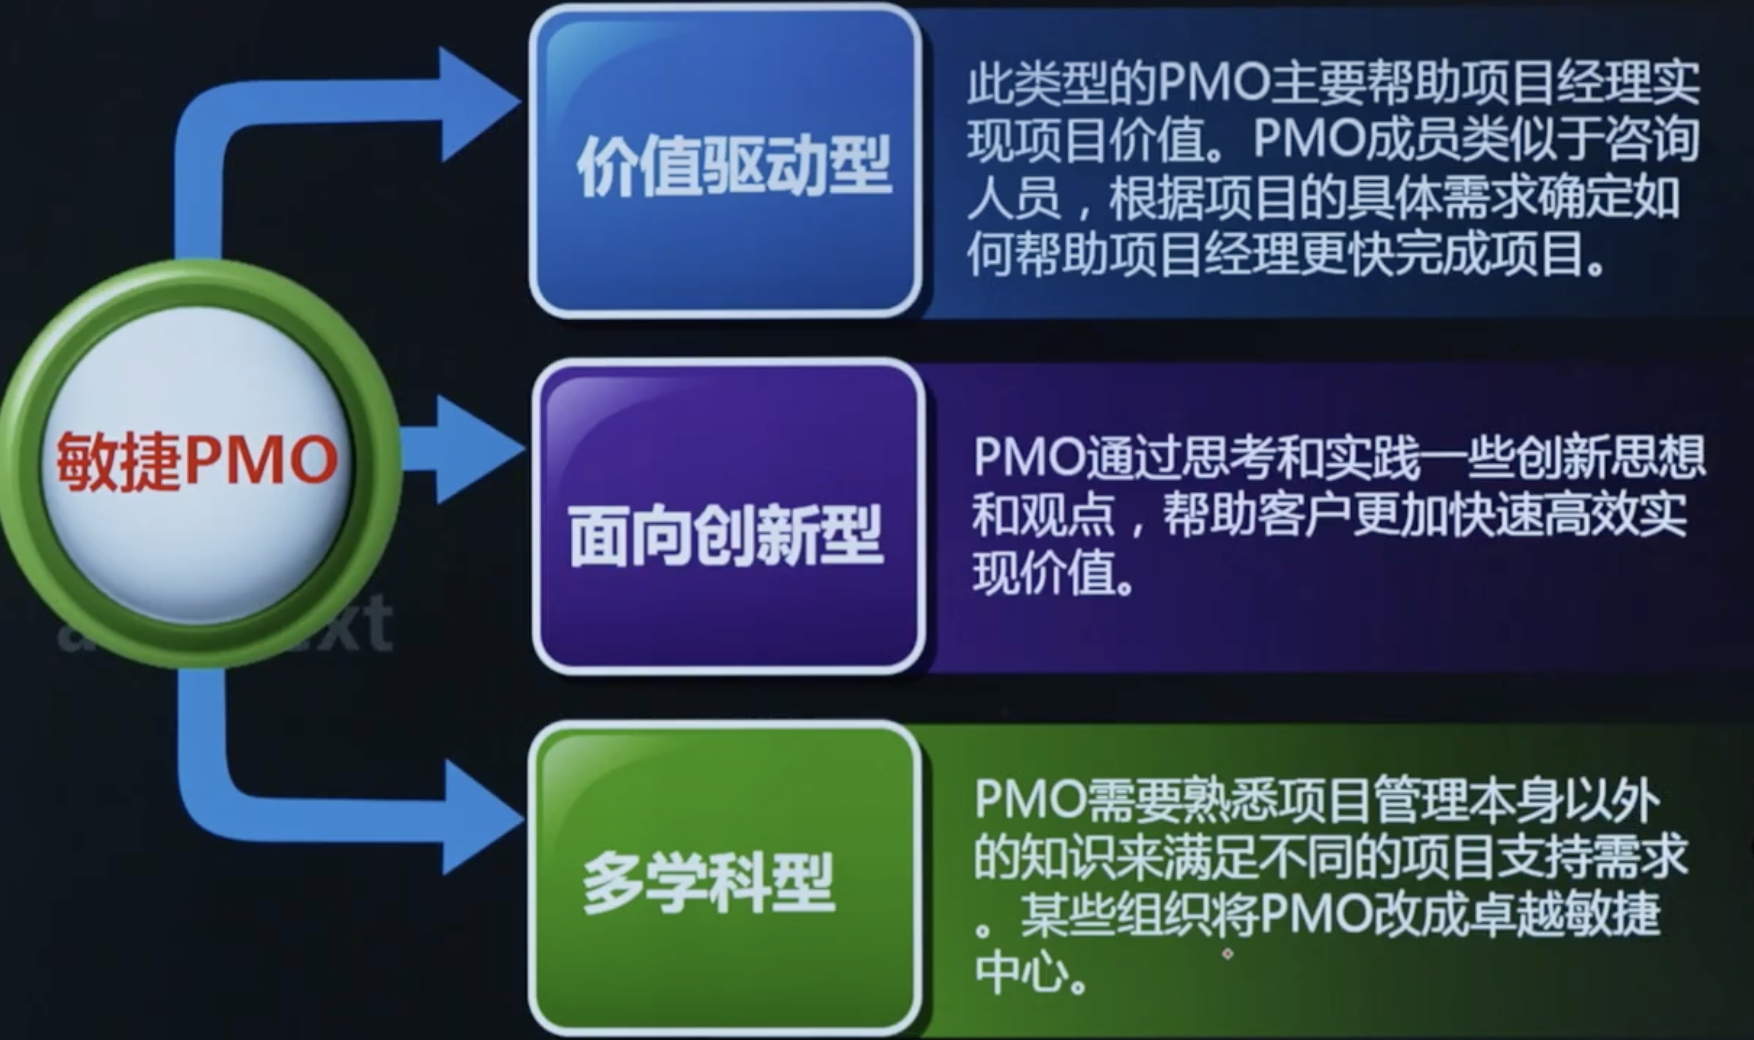 价值驱动型
此类型的PMO主要帮助项目经理实
现项目价值。PMO成员类似于咨询
人员，根据项目的具体需求确定如
何帮助项目经理更快完成项目。
敏捷PMO
面向创新型
PMO通过思考和实践一些创新思想
和观点，帮助客户更加快速高效实
现价值。
多学科型
PMO需要熟悉项目管理本身以外
的知识来满足不同的项目支持需求
。某些组织将PMO改成卓越敏捷
中心。